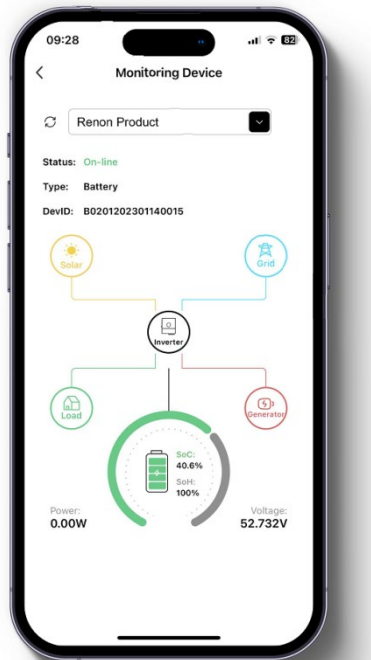 09:28
82
Monitoring Device
Renon Product
Status: On-line
Type: Battery
DevID: B0201202301140015
Solar
Grid
Inverter
Load
Generator
SoC:
40.6%
SoH:
100%
Power:
0.00W
Voltage:
52.732V